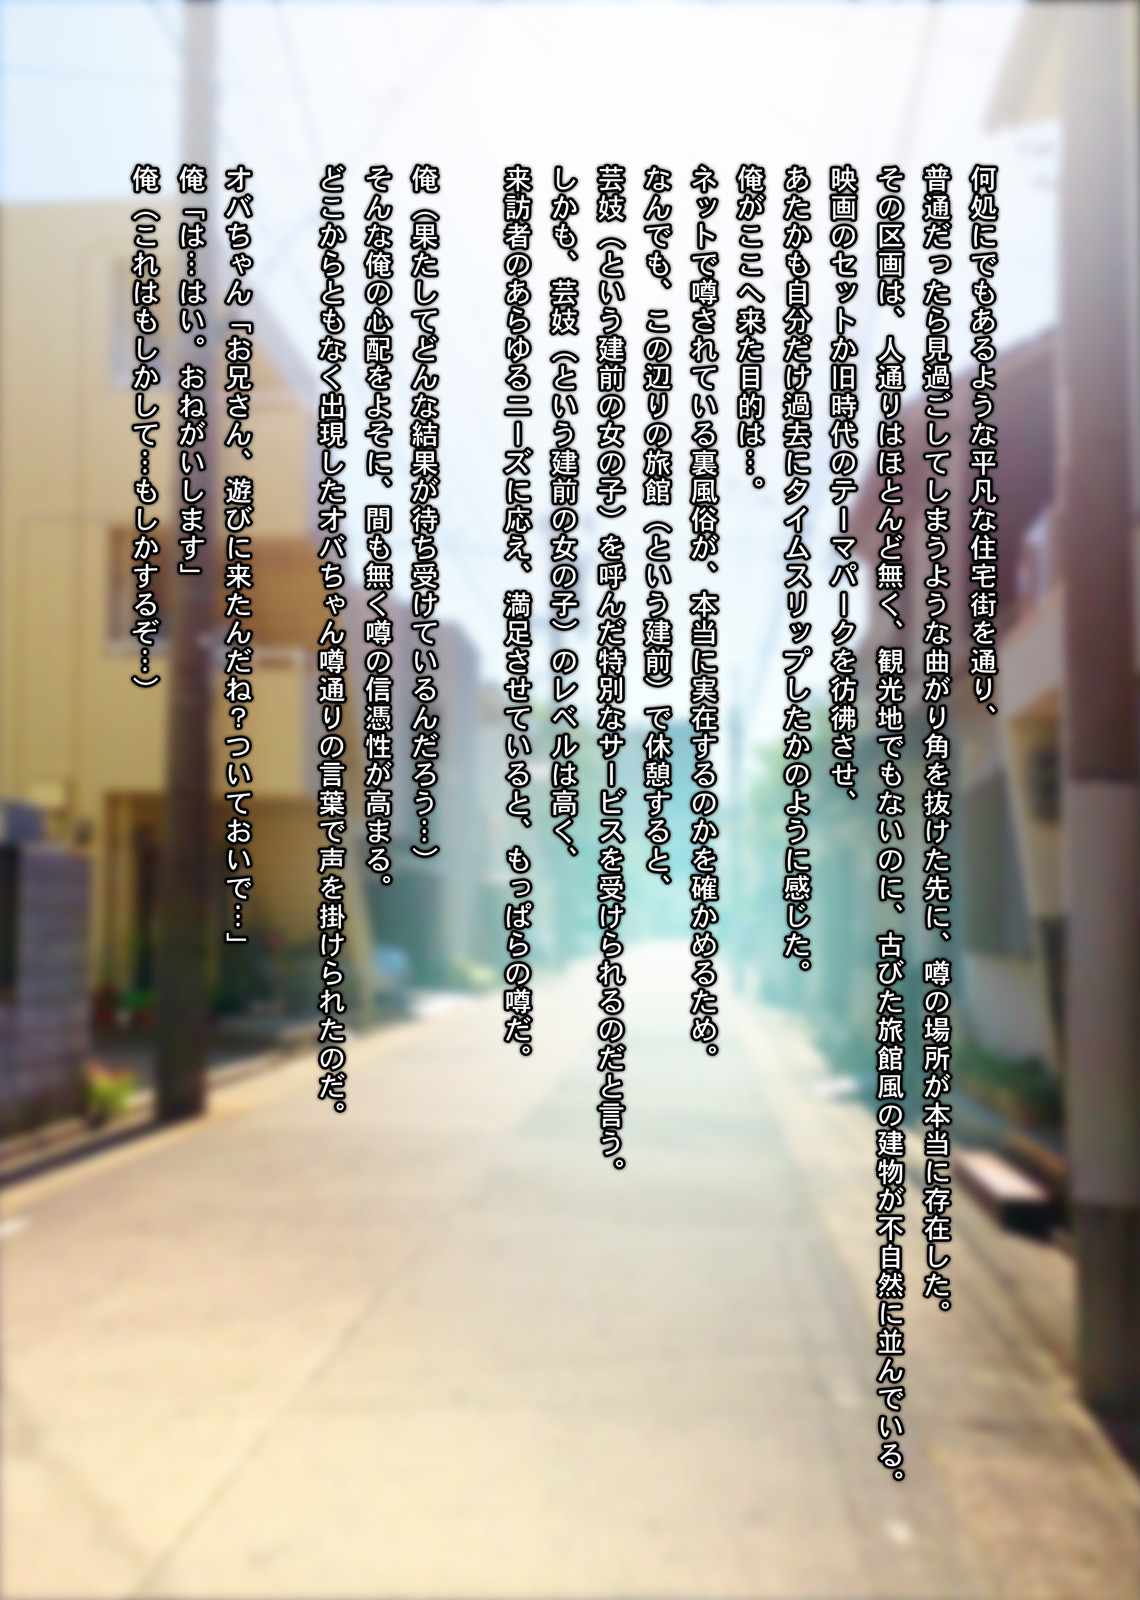 何処にでもあるような平凡な住宅街を通り、
普通だったら見過ごしてしまうような曲がり角を抜けた先に、噂の場所が本当に存在した。
その区画は、人通りはほとんど無く、観光地でもないのに、古びた旅館風の建物が不自然に並んでいる。
映画のセットか旧時代のテーマパークを彷彿させ、
あたかも自分だけ過去にタイムスリップしたかのように感じた。
俺がここへ来た目的は…。
ネットで噂されている裏風俗が、本当に実在するのかを確かめるため。
なんでも、この辺りの旅館（という建前）で休憩すると、
芸妓（という建前の女の子）を呼んだ特別なサービスを受けられるのだと言う。
しかも、芸妓（という建前の女の子）のレベルは高く、
来訪者のあらゆるニーズに応え、満足させていると、もっぱらの噂だ。
俺（果たしてどんな結果が待ち受けているんだろう…）
そんな俺の心配をよそに、間も無く噂の信憑性が高まる。
どこからともなく出現したオバちゃん噂通りの言葉で声を掛けられたのだ。
オバちゃん「お兄さん、遊びに来たんだね？ついておいで…」
俺「は…はい。おねがいします」
俺（これはもしかして…もしかするぞ…）